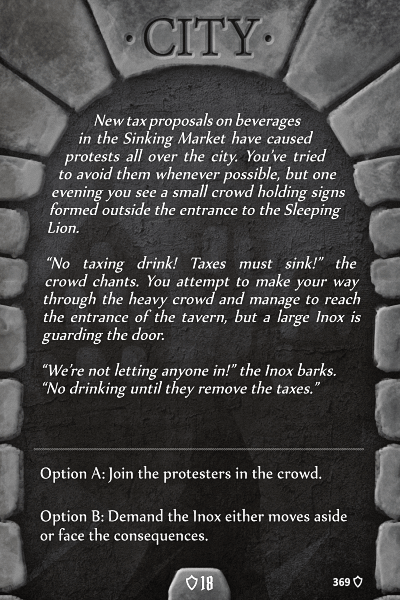 · CITY ·
New tax proposals on beverages
in the Sinking Market have caused
protests all over the city. You've tried
to avoid them whenever possible, but one
evening you see a small crowd holding signs
formed outside the entrance to the Sleeping
Lion.
“No taxing drink! Taxes must sink!” the
crowd chants. You attempt to make your way
through the heavy crowd and manage to reach
the entrance of the tavern, but a large Inox is
guarding the door.
“We're not letting anyone in!” the Inox barks.
“No drinking until they remove the taxes.”
Option A: Join the protesters in the crowd.
Option B: Demand the Inox either moves aside
or face the consequences.
18
369